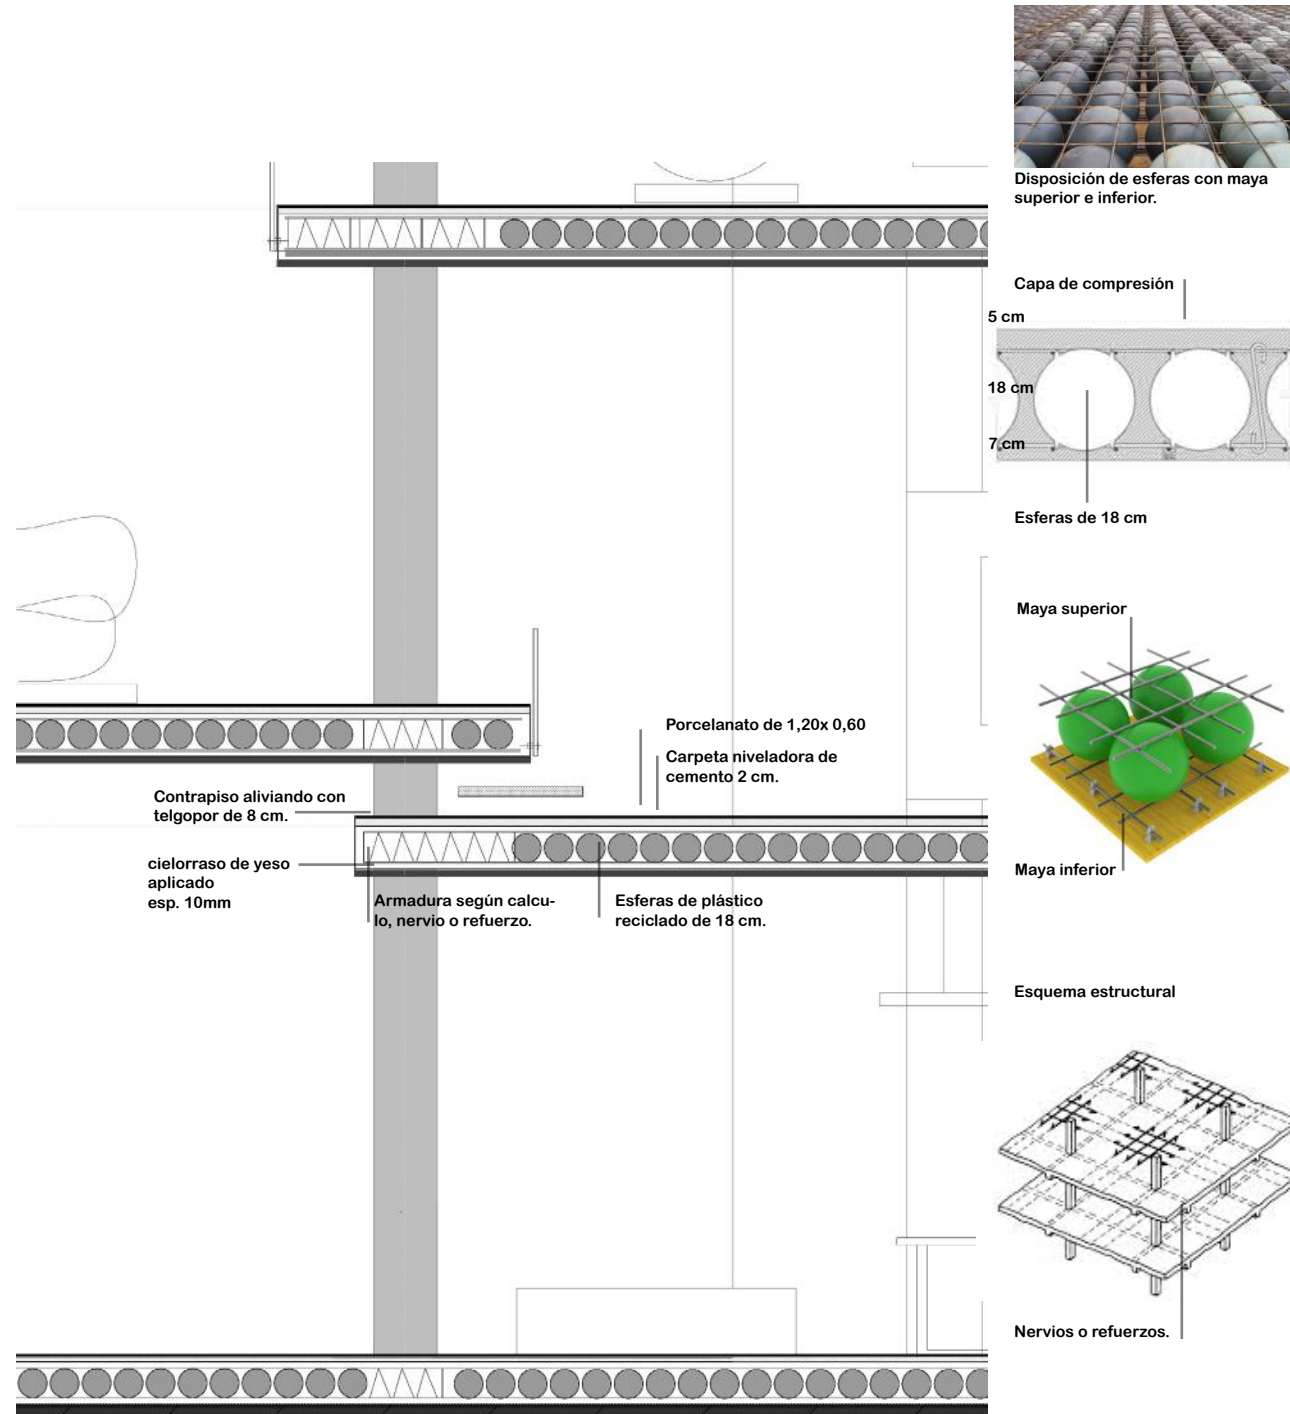 Disposición de esferas con maya
superior e inferior.
Capa de compresión
5 cm
18 cm
7 cm
Esferas de 18 cm
Maya superior
Porcelanato de 1,20x 0,60
Carpeta niveladora de
cemento 2 cm.
Contrapiso aliviando con
telgopor de 8 cm.
cielorraso de yeso
aplicado
esp. 10mm
Armadura según calcu-
lo, nervio o refuerzo.
Esferas de plástico
reciclado de 18 cm.
Maya inferior
Esquema estructural
Nervios o refuerzos.